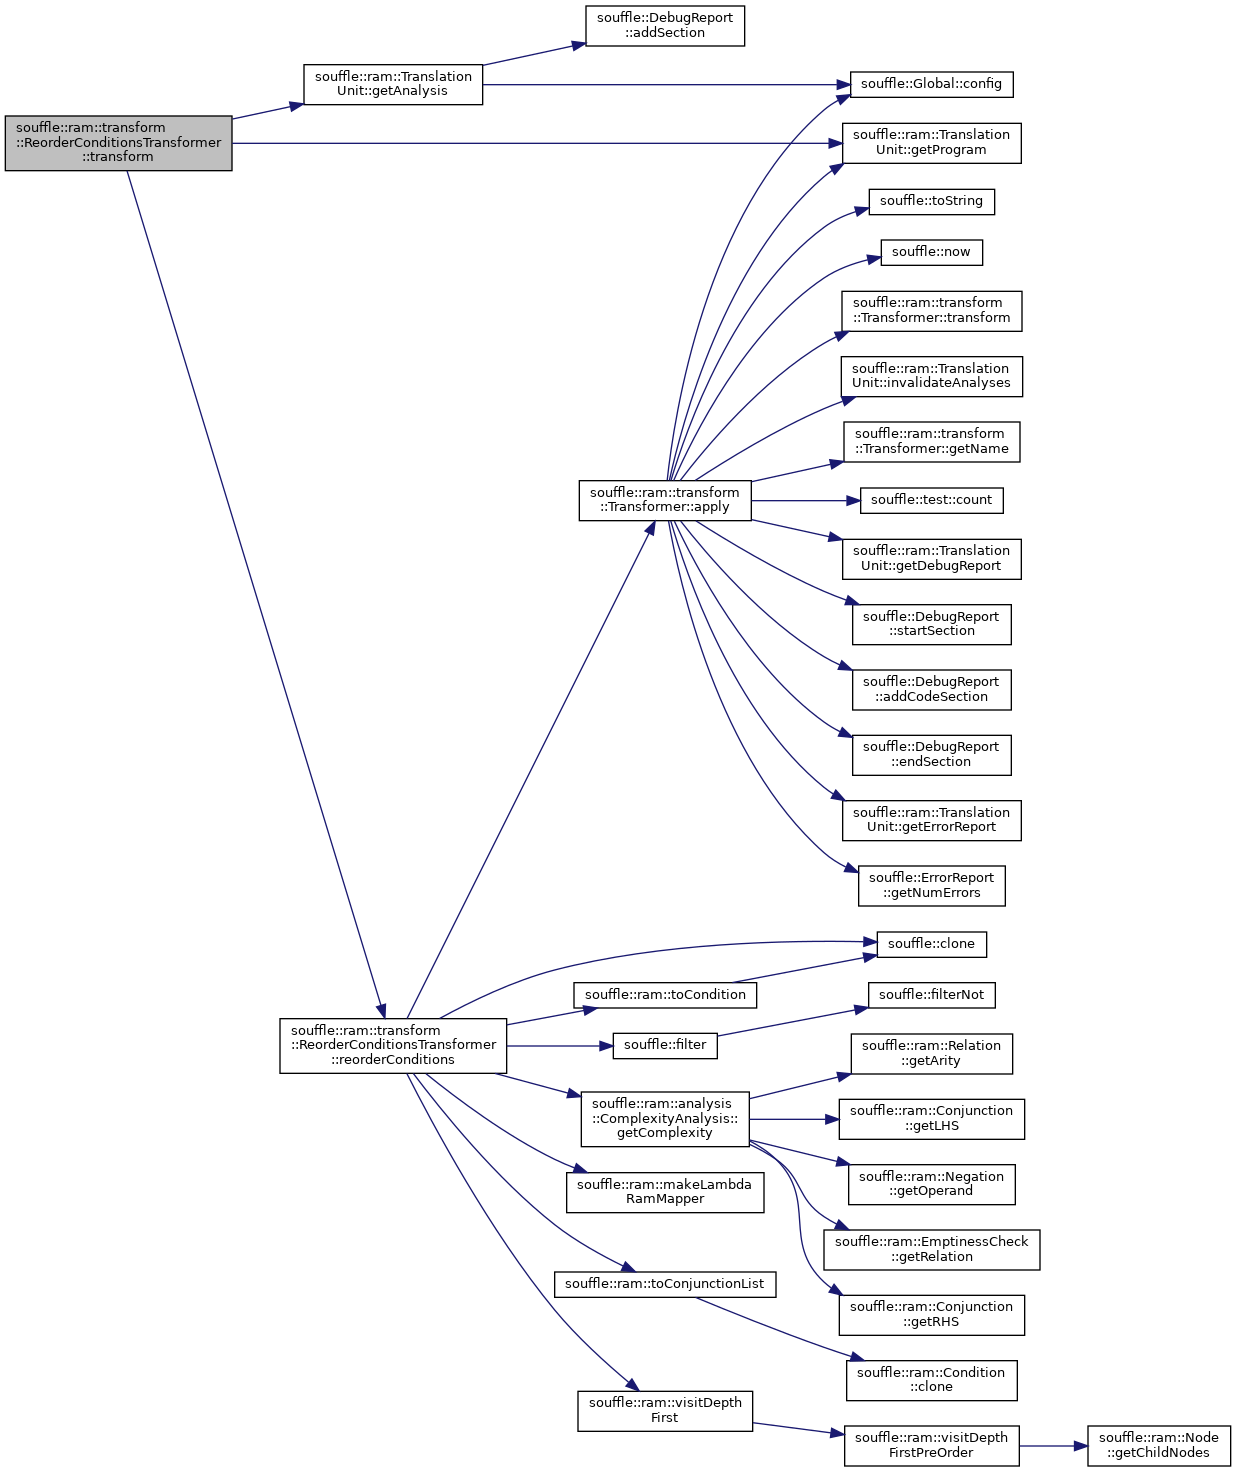 souffle::DebugReport
::addSection
souffle::ram::Translation
Unit::getAnalysis
souffle::Global::config
souffle::ram::transform
::ReorderConditionsTransformer
::transform
souffle::ram::Translation
Unit::getProgram
souffle::toString
souffle::now
souffle::ram::transform
::Transformer::transform
souffle::ram::Translation
Unit::invalidateAnalyses
souffle::ram::transform
::Transformer::getName
souffle::ram::transform
::Transformer::apply
souffle::test::count
souffle::ram::Translation
Unit::getDebugReport
souffle::DebugReport
::startSection
souffle::DebugReport
::addCodeSection
souffle::DebugReport
::endSection
souffle::ram::Translation
Unit::getErrorReport
souffle::ErrorReport
::getNumErrors
souffle::clone
souffle::ram::toCondition
souffle::filterNot
souffle::ram::transform
::ReorderConditionsTransformer
::reorderConditions
souffle::filter
souffle::ram::Relation
::getArity
souffle::ram::analysis
::ComplexityAnalysis::
getComplexity
souffle::ram::Conjunction
::getLHS
souffle::ram::Negation
::getOperand
souffle::ram::makeLambda
RamMapper
souffle::ram::EmptinessCheck
::getRelation
souffle::ram::toConjunctionList
souffle::ram::Conjunction
::getRHS
souffle::ram::Condition
::clone
souffle::ram::visitDepth
First
souffle::ram::visitDepth
FirstPreOrder
souffle::ram::Node
::getChildNodes